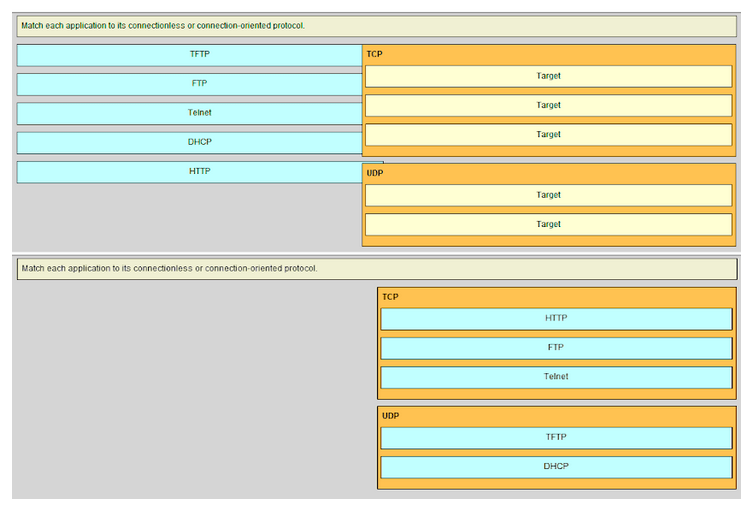 Match each application to its connectionless or connection-oriented protocol.
TFTP
FTP
Telnet
DHCP
HTTP
TCP
Target
Target
Target
UDP
Target
Target
Match each application to its connectionless or connection-oriented protocol.
TCP
HTTP
FTP
Telnet
UDP
TFTP
DHCP